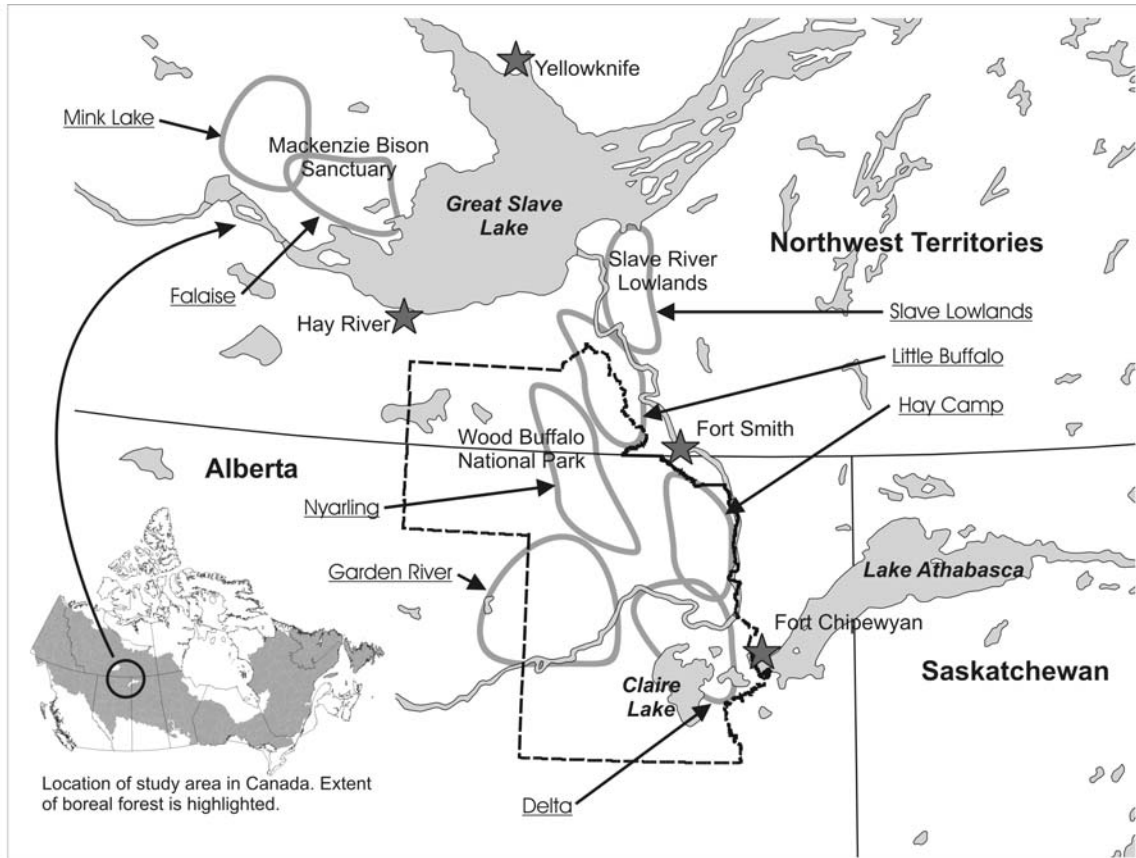 Yellowknife
Mink Lake
Mackenzie Bison
Sanctuary
Great Slave
Lake
Northwest Territories
Slave River
Lowlands
Falaise
Hay River
Slave Lowlands
Little Buffalo
Hay Camp
Fort Smith
Wood Buffalo
National Park
Alberta
Nyarling
Garden River
Lake Athabasca
Fort Chipewyan
Saskatchewan
Claire
Lake
Location of study area in Canada. Extent
of boreal forest is highlighted.
Delta